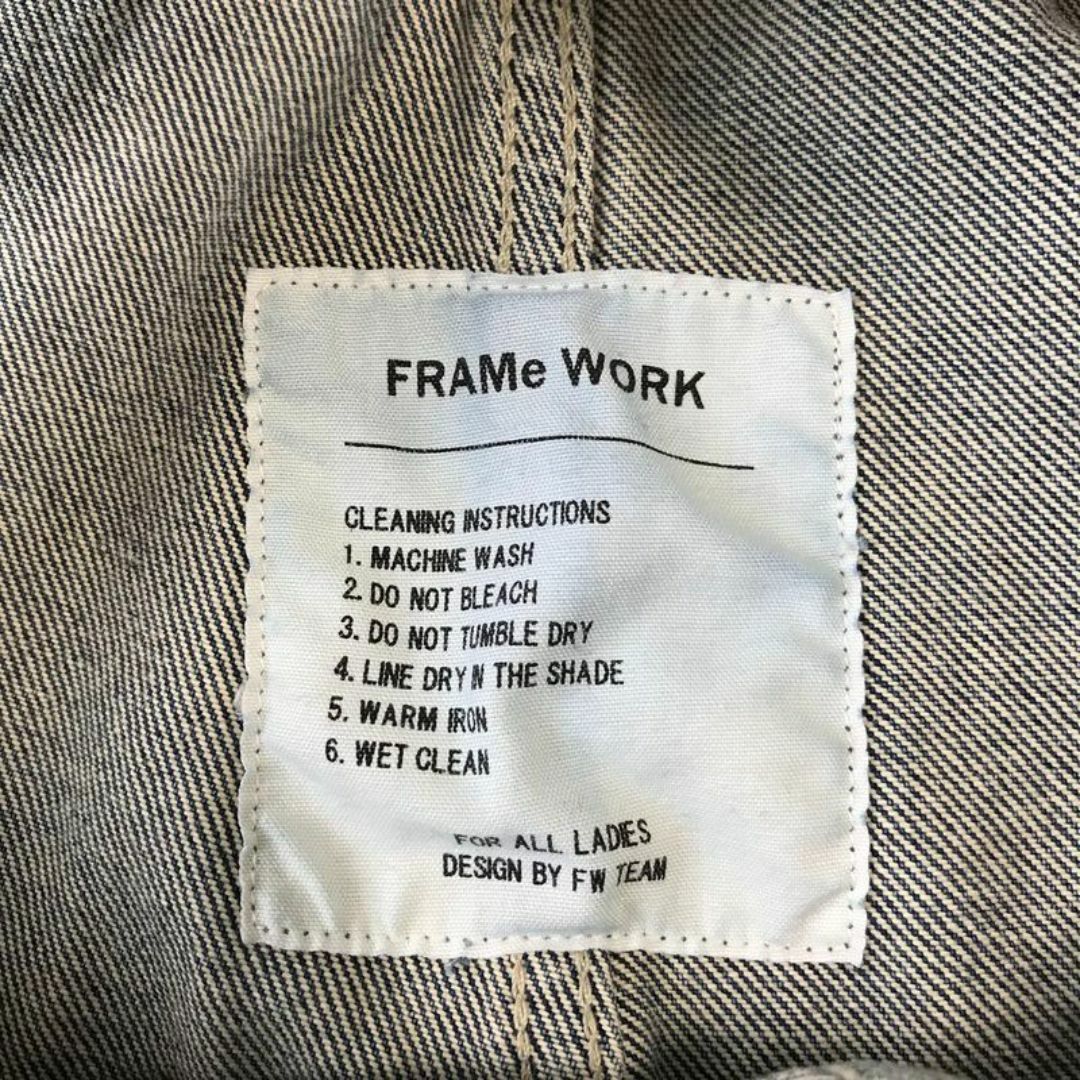 FRAMe WORK
CLEANING INSTRUCTIONS
1. MACHINE WASH
2. DO NOT BLEACH
3. DO NOT TUMBLE DRY
4. LINE DRY IN THE SHADE
5. WARM IRON
6. WET CLEAN
FOR ALL LADIES
DESIGN BY FW TEAM